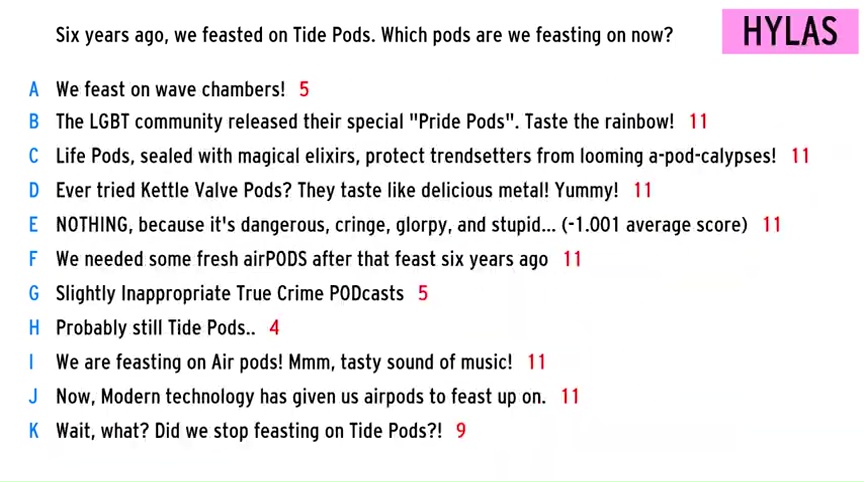 Six years ago, we feasted on Tide Pods. Which pods are we feasting on now?
HYLAS
A We feast on wave chambers! 5
B The LGBT community released their special "Pride Pods". Taste the rainbow! 11
C Life Pods, sealed with magical elixirs, protect trendsetters from looming a-pod-calypses! 11
D Ever tried Kettle Valve Pods? They taste like delicious metal! Yummy! 11
E NOTHING, because it's dangerous, cringe, glorpy, and stupid... (-1.001 average score) 11
F We needed some fresh airPODS after that feast six years ago 11
G Slightly Inappropriate True Crime PODcasts 5
H Probably still Tide Pods.. 4
I We are feasting on Air pods! Mmm, tasty sound of music! 11
J Now, Modern technology has given us airpods to feast up on. 11
K Wait, what? Did we stop feasting on Tide Pods?! 9